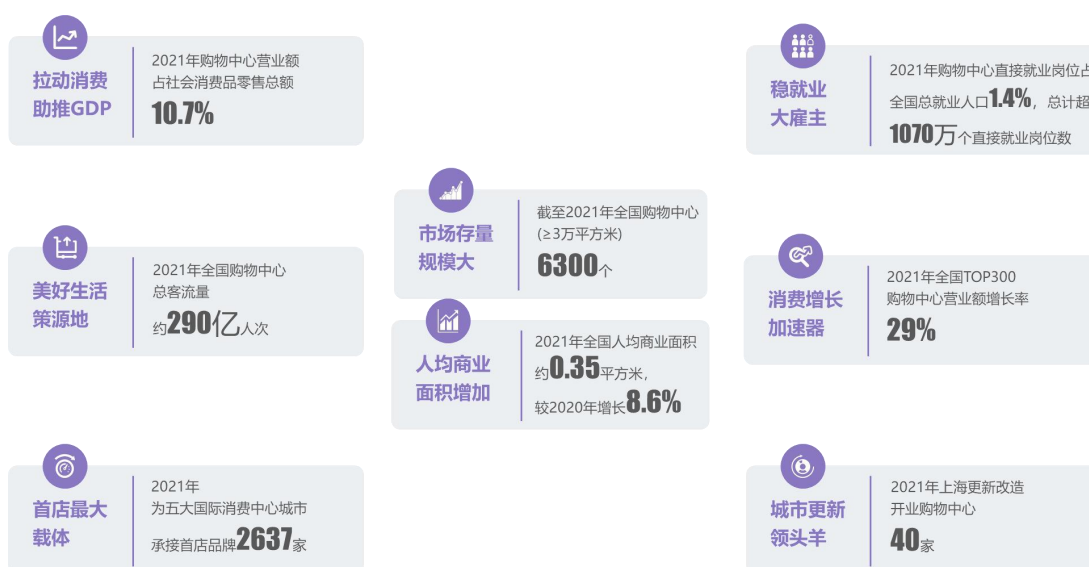 拉动消费
助推GDP
2021年购物中心营业额
占社会消费品零售总额
10.7%
稳就业
大雇主
2021年购物中心直接就业岗位占
全国总就业人口1.4%，总计超
1070万个直接就业岗位数
市场存量
规模大
截至2021年全国购物中心
(≥3万平方米)
6300个
美好生活
策源地
2021年全国购物中心
总客流量
约290亿人次
消费增长
加速器
2021年全国TOP300
购物中心营业额增长率
29%
人均商业
面积增加
2021年全国人均商业面积
约0.35平方米，
较2020年增长8.6%
首店最大
载体
2021年
为五大国际消费中心城市
承接首店品牌2637家
城市更新
领头羊
2021年上海更新改造
开业购物中心
40家